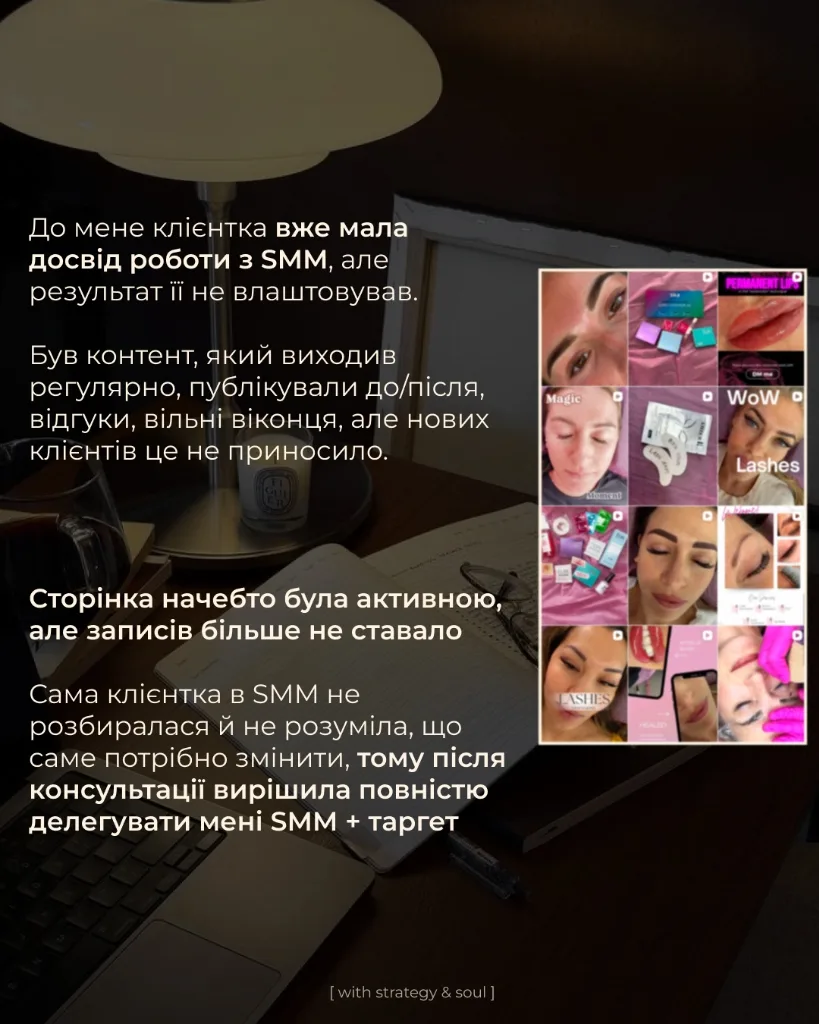 До мене клієнтка вже мала
досвід роботи з SMM, але
результат її не влаштовував.
Був контент, який виходив
регулярно, публікували до/після,
відгуки, вільні віконця, але нових
клієнтів це не приносило.
Сторінка начебто була активною,
але записів більше не ставало
Сама клієнтка в SMM не
розбиралася й не розуміла, що
саме потрібно змінити, тому після
консультації вирішила повністю
делегувати мені SMM + таргет
PERMANENT LIPS
DM me
Magic
Moment
WoW
Lashes
LASHES
[ with strategy & soul ]